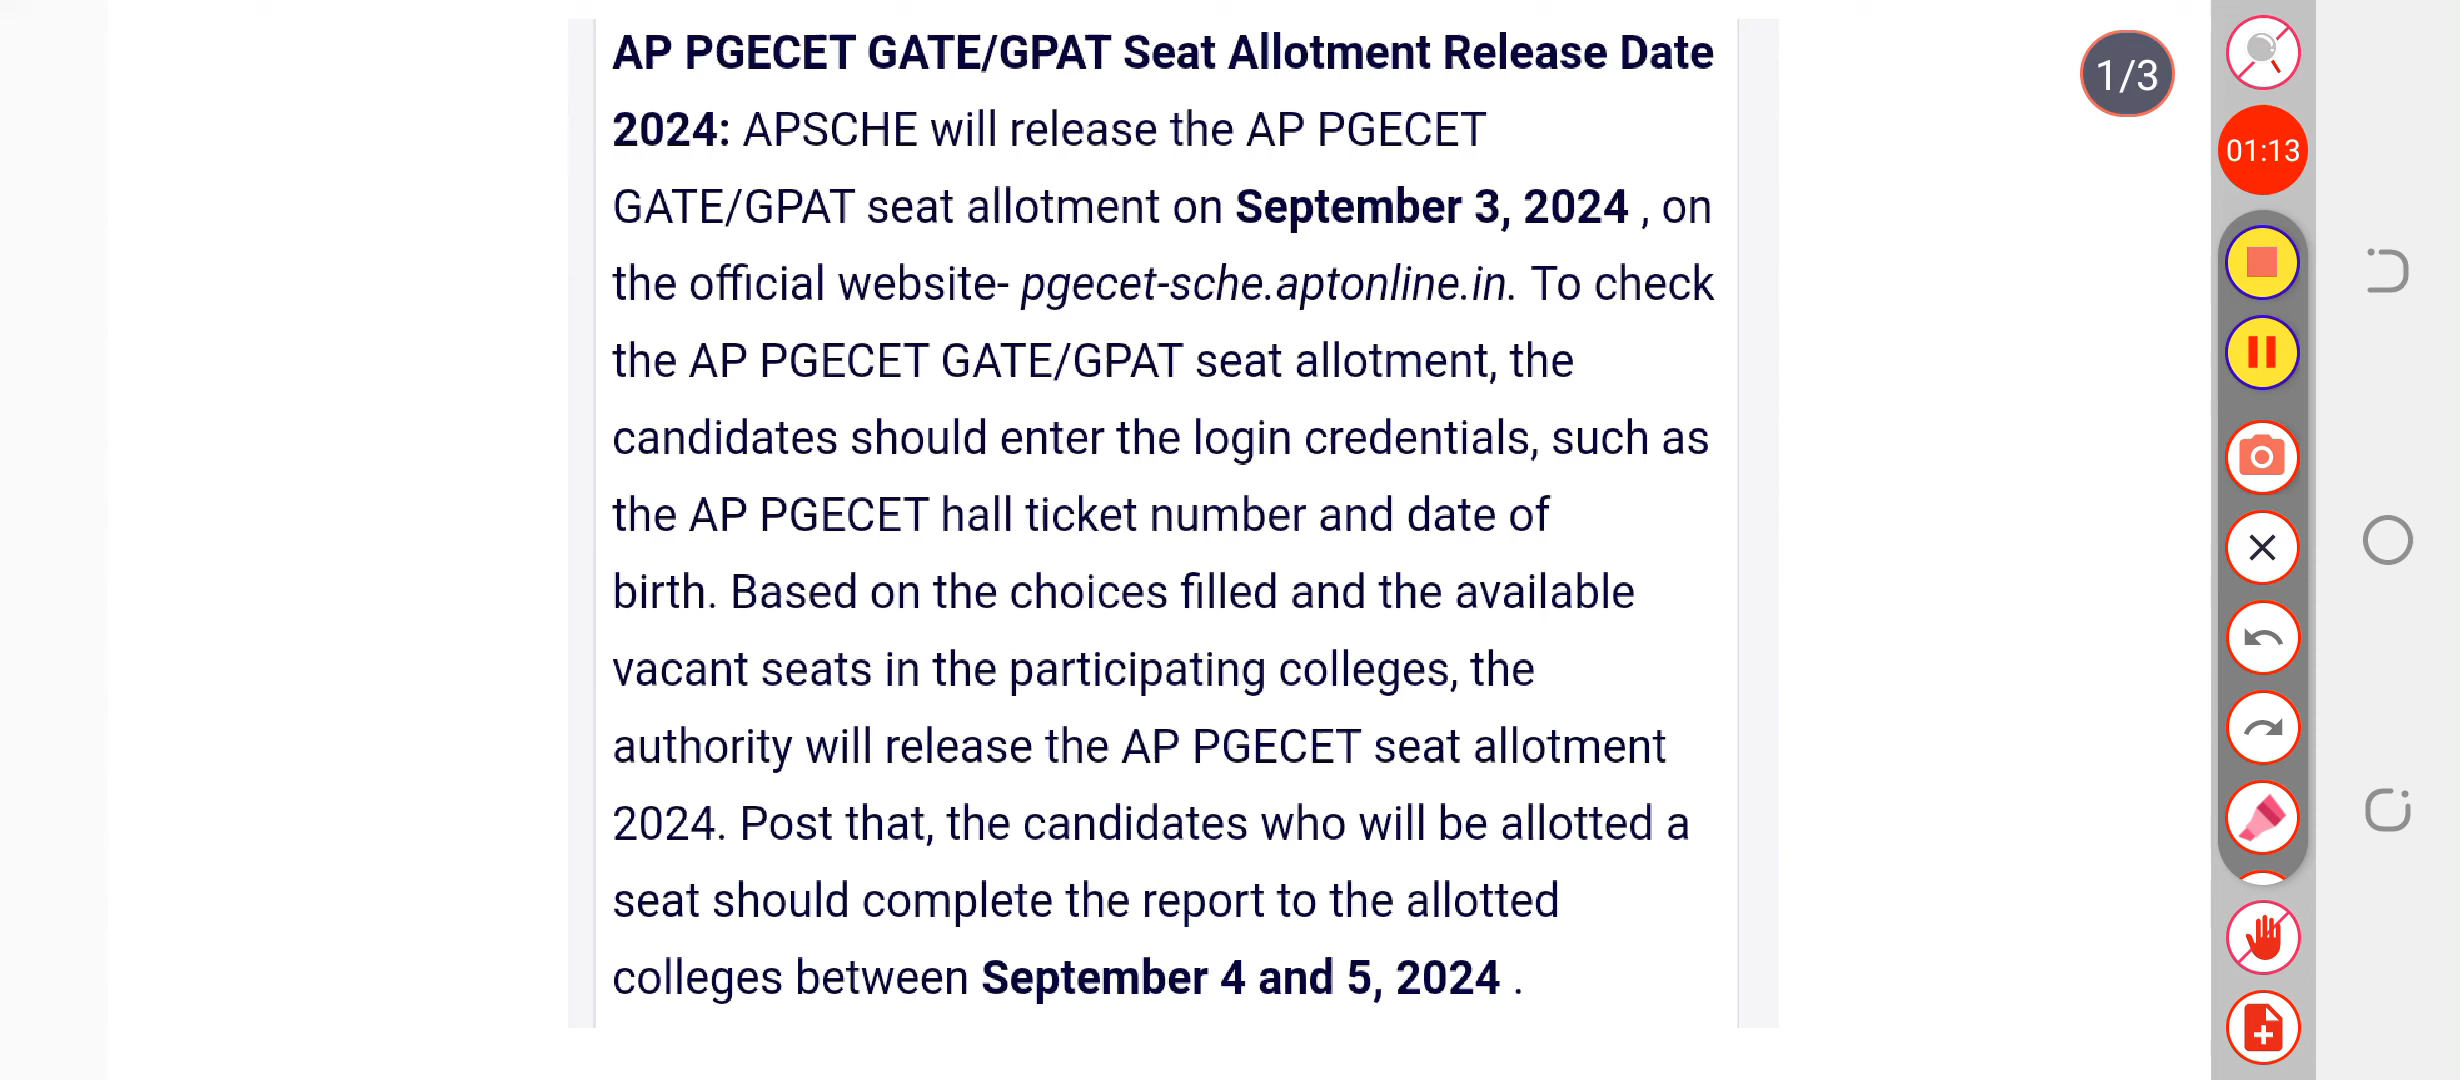 AP PGECET GATE/GPAT Seat Allotment Release Date
2024: APSCHE will release the AP PGECET
GATE/GPAT seat allotment on September 3, 2024 , on
the official website- pgecet-sche.aptonline.in. To check
the AP PGECET GATE/GPAT seat allotment, the
candidates should enter the login credentials, such as
the AP PGECET hall ticket number and date of
birth. Based on the choices filled and the available
vacant seats in the participating colleges, the
authority will release the AP PGECET seat allotment
2024. Post that, the candidates who will be allotted a
seat should complete the report to the allotted
colleges between September 4 and 5, 2024 .
1/3
01:13